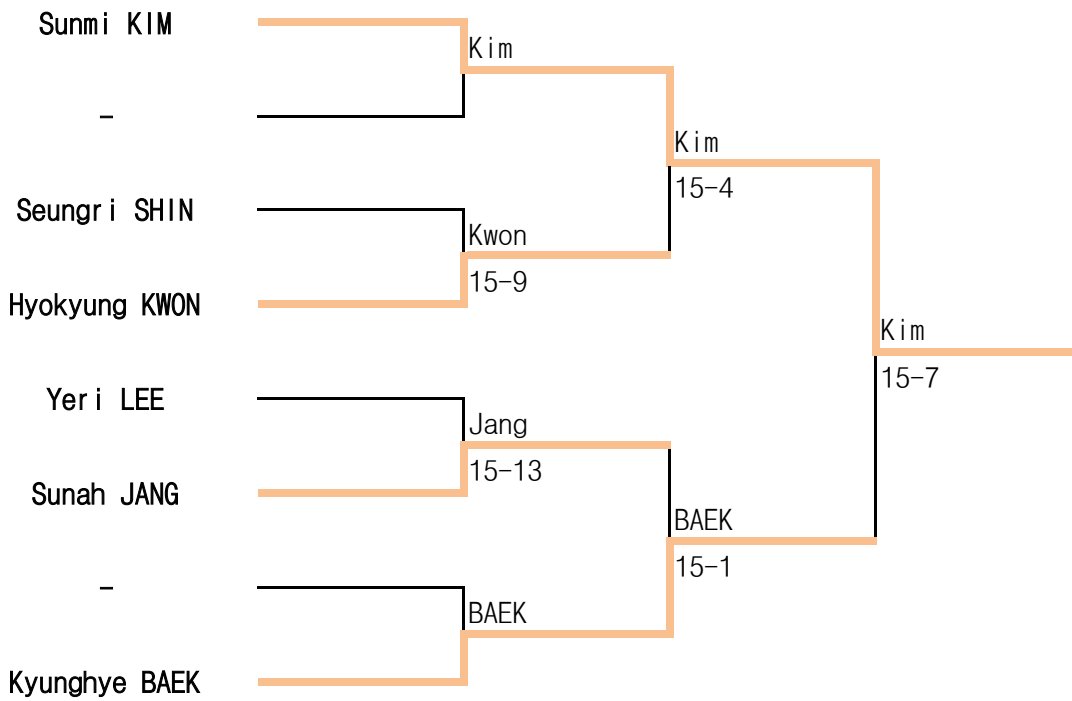 Sunmi KIM
Kim
-
Kim
15-4
Seungri SHIN
Kwon
15-9
Hyokyung KWON
Kim
15-7
Yeri LEE
Jang
15-13
Sunah JANG
BAEK
15-1
-
BAEK
Kyunghye BAEK